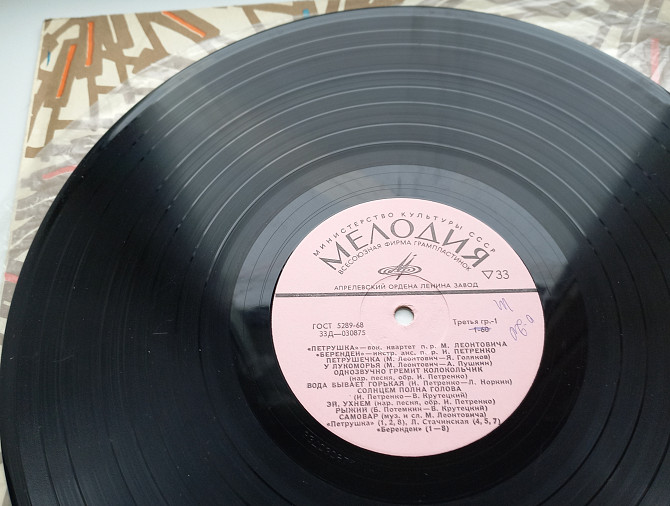 МИНИСТЕРСТВО КУЛЬТУРЫ СССР
МЕЛОДИЯ
ВСЕСОЮЗНАЯ ФИРМА ГРАМПЛАСТИНОК
▽33
АПРЕЛЕВСКИЙ ОРДЕНА ЛЕНИНА ЗАВОД
ГОСТ 5289-68
33Д—030875
Третья гр.-I
1-60
«ПЕТРУШКА»— вок. квартет п. р. М. ЛЕОНТОВИЧА
«БЕРЕНДЕИ»—инстр. анс. п. р. И. ПЕТРЕНКО
ПЕТРУШЕЧКА (М. Леонтович—Я. Голяков)
У ЛУКОМОРЬЯ (М. Леонтович—А. Пушкин)
ОДНОЗВУЧНО ГРЕМИТ КОЛОКОЛЬЧИК
(нар. песня, обр. И. Петренко)
ВОДА БЫВАЕТ ГОРЬКАЯ (И. Петренко—Л. Норкин)
СОЛНЦЕМ ПОЛНА ГОЛОВА
(И. Петренко—В. Крутецкий)
ЭЙ, УХНЕМ (нар. песня, обр. И. Петренко)
РЫЖИЙ (Б. Потемкин—В. Крутецкий)
САМОВАР (муз. и сл. М. Леонтовича)
«Петрушка» (1, 2, 8), Л. Стачинская (4, 5, 7)
«Берендеи» (1—8)